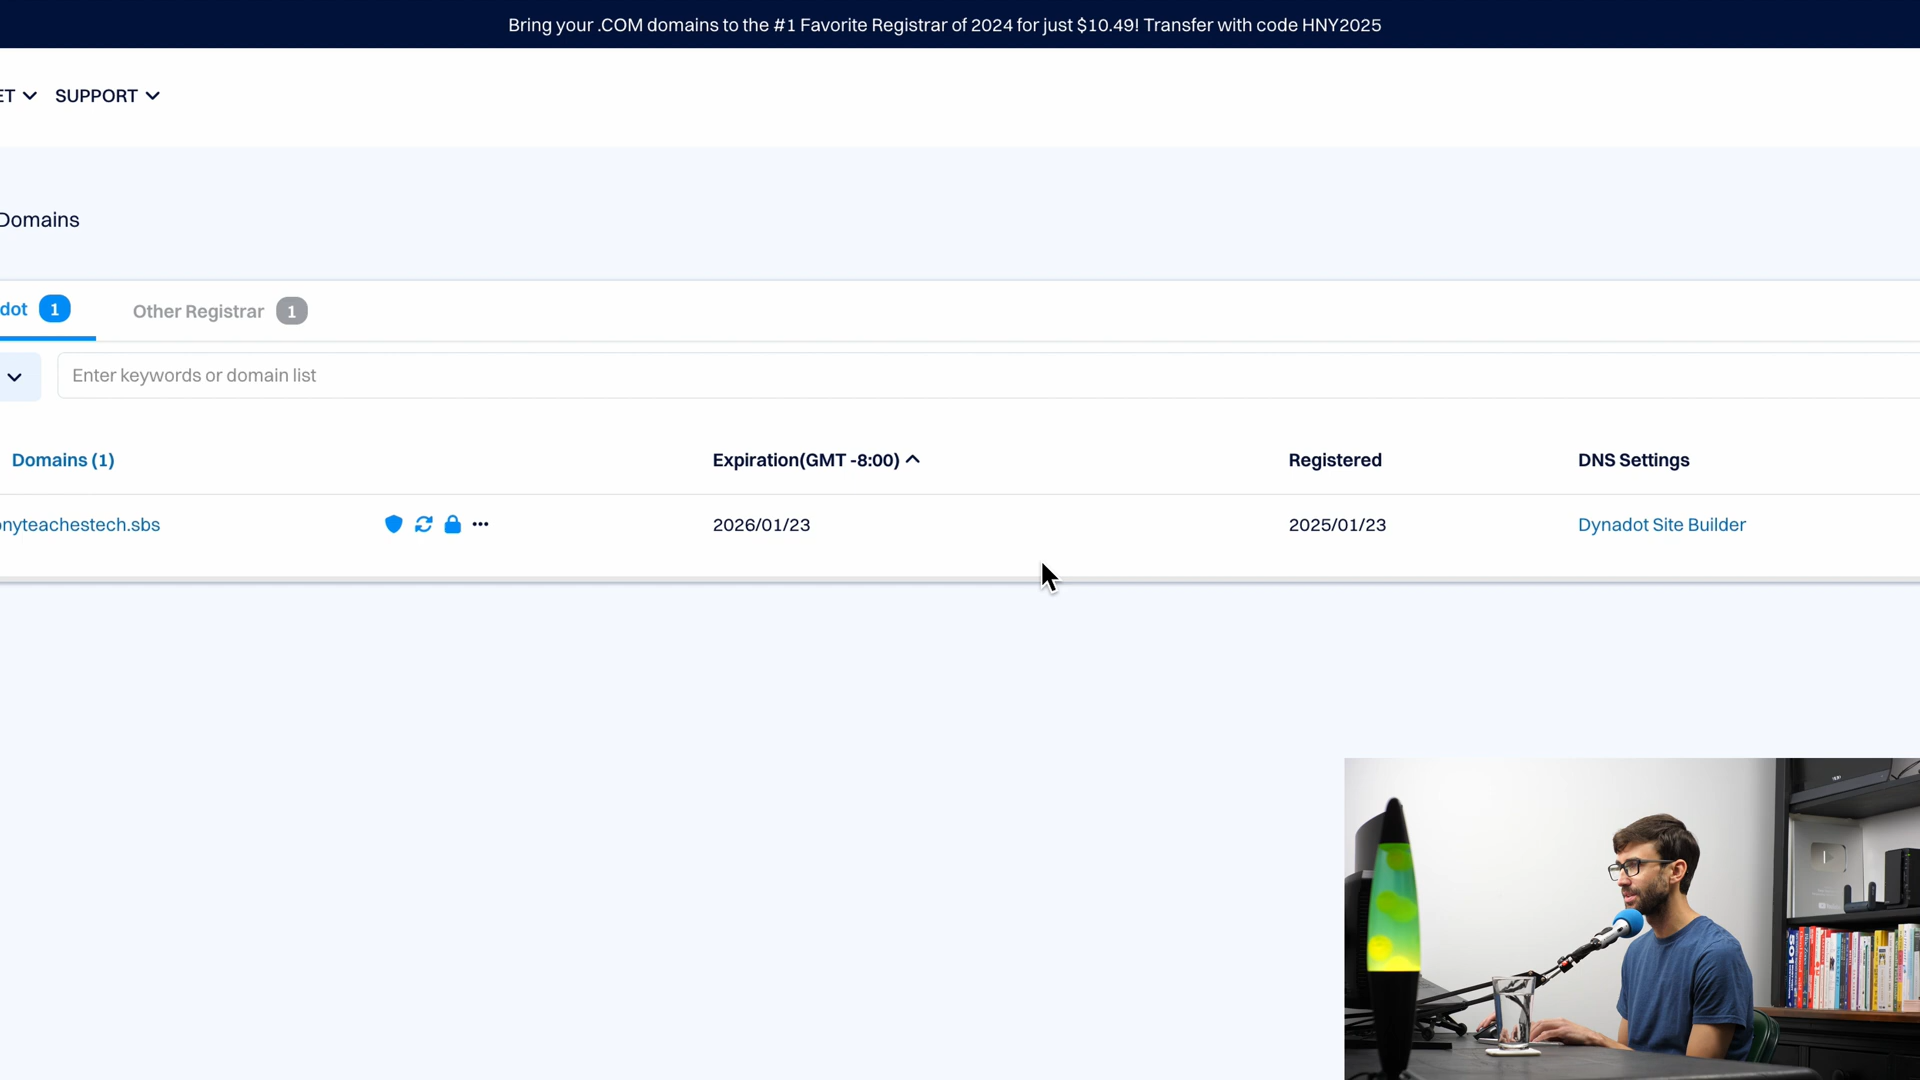 Bring your .COM domains to the #1 Favorite Registrar of 2024 for just $10.49! Transfer with code HNY2025
ET SUPPORT
Domains
dot 1 Other Registrar 1
Enter keywords or domain list
Domains (1) Expiration(GMT -8:00) Registered DNS Settings
onyteachestech.sbs 2026/01/23 2025/01/23 Dynadot Site Builder